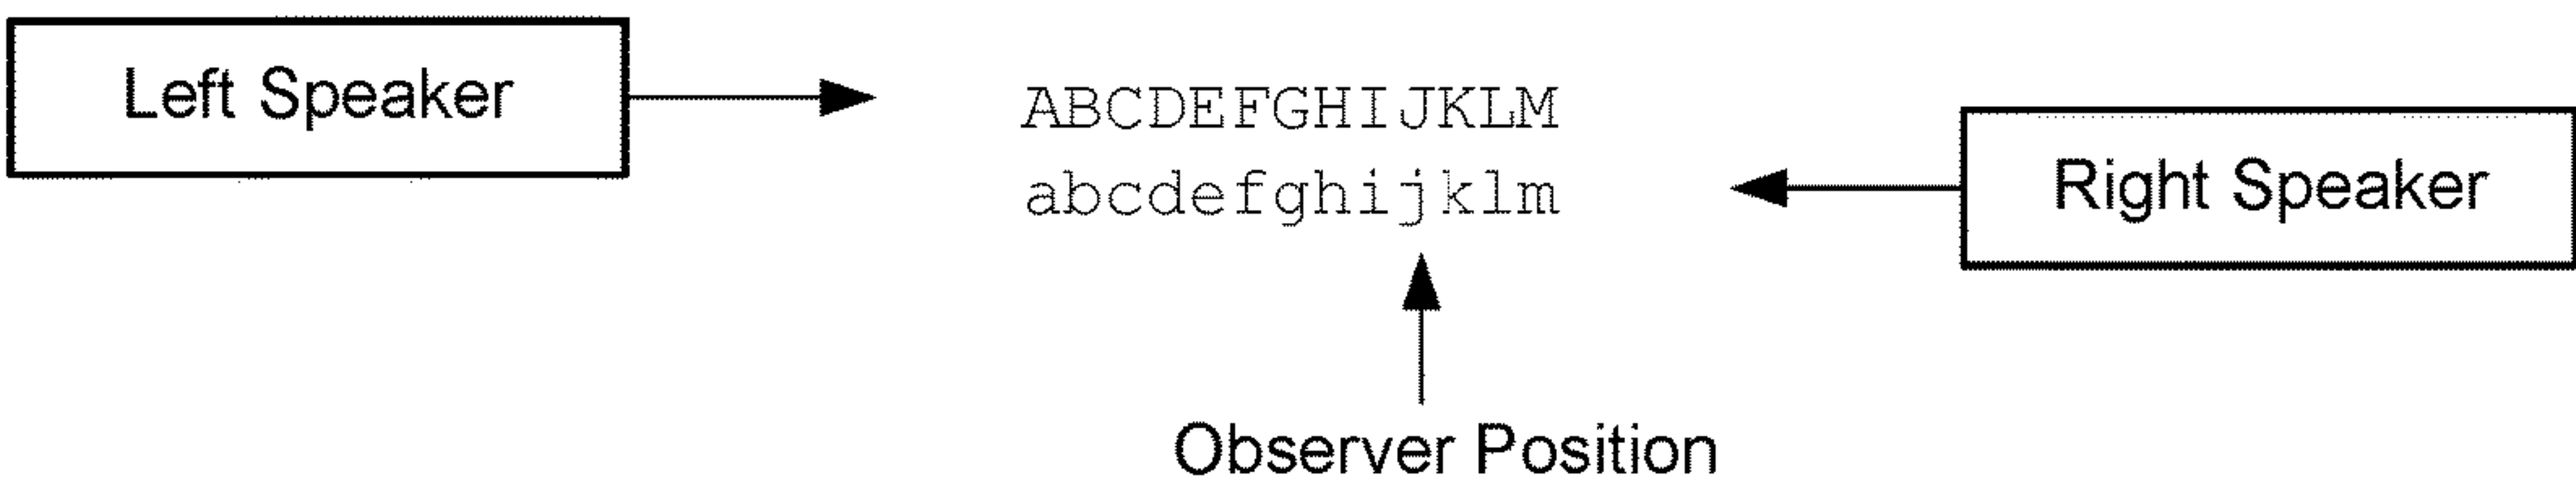 Left Speaker
ABCDEFGHIJKLM
abcdefghijklm
Right Speaker
Observer Position